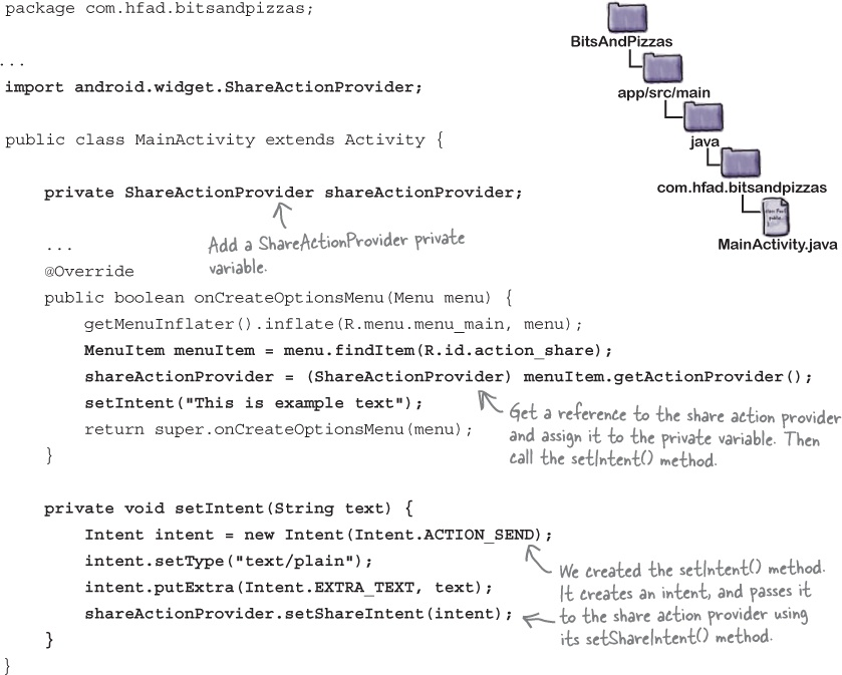 package com.hfad.bitsandpizzas;
...
import android.widget.ShareActionProvider;
public class MainActivity extends Activity {
private ShareActionProvider shareActionProvider;
Add a ShareActionProvider private
variable.
...
@Override
public boolean onCreateOptionsMenu(Menu menu) {
getMenuInflater().inflate(R.menu.menu_main, menu);
MenuItem menuItem = menu.findItem(R.id.action_share);
shareActionProvider = (ShareActionProvider) menuItem.getActionProvider();
setIntent("This is example text");
return super.onCreateOptionsMenu(menu);
}
Get a reference to the share action provider
and assign it to the private variable. Then
call the setIntent() method.
private void setIntent(String text) {
Intent intent = new Intent(Intent.ACTION_SEND);
intent.setType("text/plain");
intent.putExtra(Intent.EXTRA_TEXT, text);
shareActionProvider.setShareIntent(intent);
}
}
We created the setIntent() method.
It creates an intent, and passes it
to the share action provider using
its setShareIntent() method.
BitsAndPizzas
app/src/main
java
com.hfad.bitsandpizzas
MainActivity.java